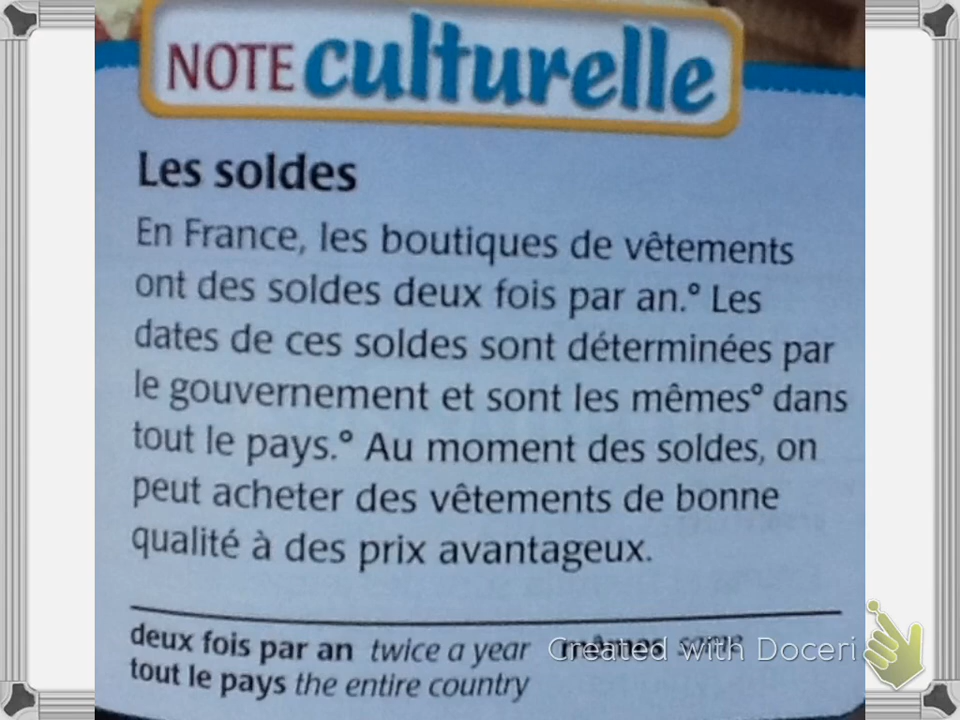 NOTE culturelle
Les soldes
En France, les boutiques de vêtements
ont des soldes deux fois par an.° Les
dates de ces soldes sont déterminées par
le gouvernement et sont les mêmes° dans
tout le pays.° Au moment des soldes, on
peut acheter des vêtements de bonne
qualité à des prix avantageux.
deux fois par an twice a year mêmes same
tout le pays the entire country
Created with Doceri